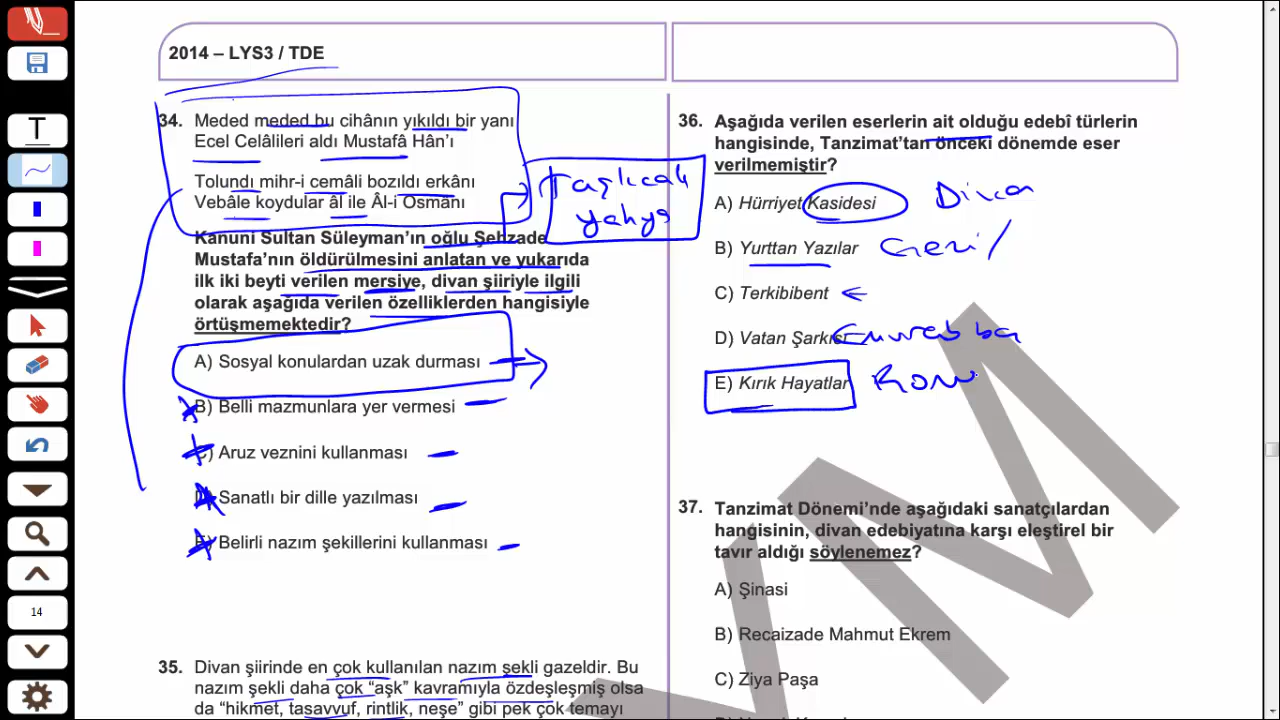 2014 – LYS3 / TDE
34. Meded meded bu cihânın yıkıldı bir yanı
Ecel Celâlileri aldı Mustafâ Hân’ı
Tolundı mihr-i cemâli bozıldı erkânı
Vebâle koydular âl ile Âl-i Osmanı
Taşlıcalı
yahya
Kanuni Sultan Süleyman’ın oğlu Şehzade
Mustafa’nın öldürülmesini anlatan ve yukarıda
ilk iki beyti verilen mersiye, divan şiiriyle ilgili
olarak aşağıda verilen özelliklerden hangisiyle
örtüşmemektedir?
A) Sosyal konulardan uzak durması
B) Belli mazmunlara yer vermesi
C) Aruz veznini kullanması
D) Sanatlı bir dille yazılması
E) Belirli nazım şekillerini kullanması
35. Divan şiirinde en çok kullanılan nazım şekli gazeldir. Bu
nazım şekli daha çok “aşk” kavramıyla özdeşleşmiş olsa
da “hikmet, tasavvuf, rintlik, neşe” gibi pek çok temayı
36. Aşağıda verilen eserlerin ait olduğu edebî türlerin
hangisinde, Tanzimat’tan önceki dönemde eser
verilmemiştir?
A) Hürriyet Kasidesi Divan
B) Yurttan Yazılar Gezi
C) Terkibibent
D) Vatan Şarkısı murabba
E) Kırık Hayatlar Rom
37. Tanzimat Dönemi’nde aşağıdaki sanatçılardan
hangisinin, divan edebiyatına karşı eleştirel bir
tavır aldığı söylenemez?
A) Şinasi
B) Recaizade Mahmut Ekrem
C) Ziya Paşa
T
14